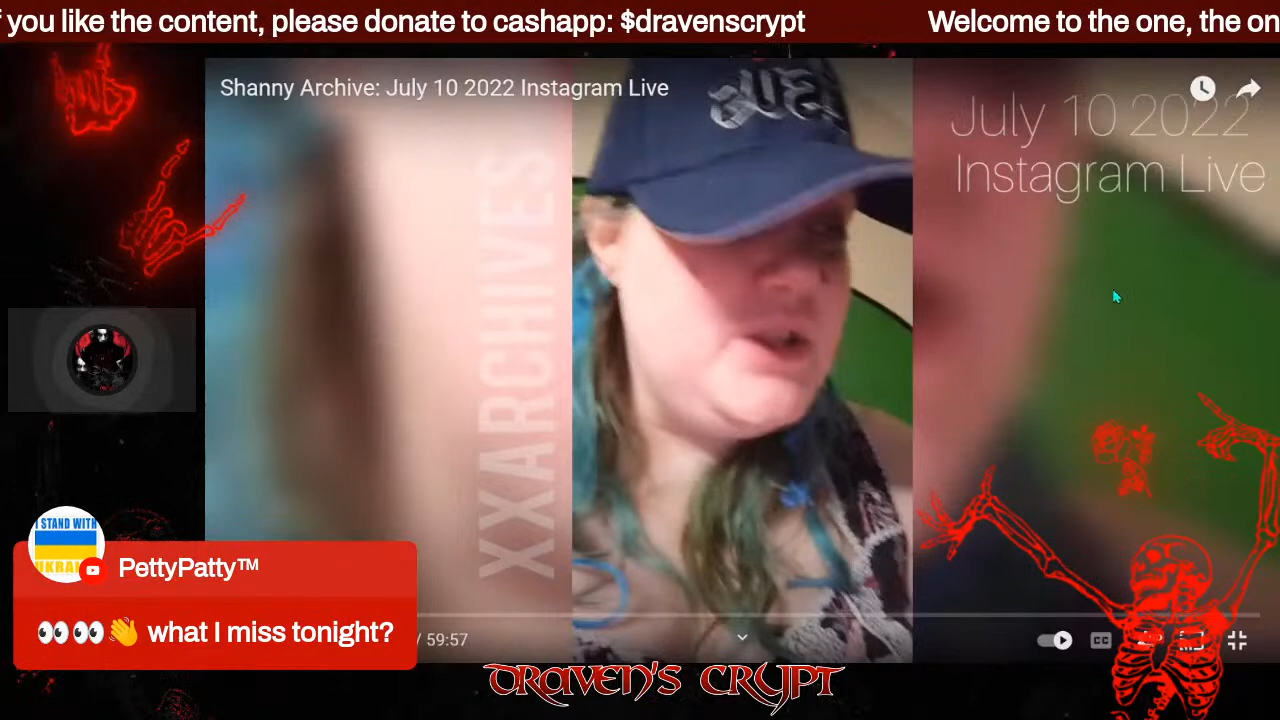 f you like the content, please donate to cashapp: $dravenscrypt
Welcome to the one, the on
Shanny Archive: July 10 2022 Instagram Live
July 10 2022
Instagram Live
XXARCHIVES
I STAND WITH
PettyPatty™
👀👀👋 what I miss tonight?
/ 59:57
CC
DRAVEN'S CRYPT